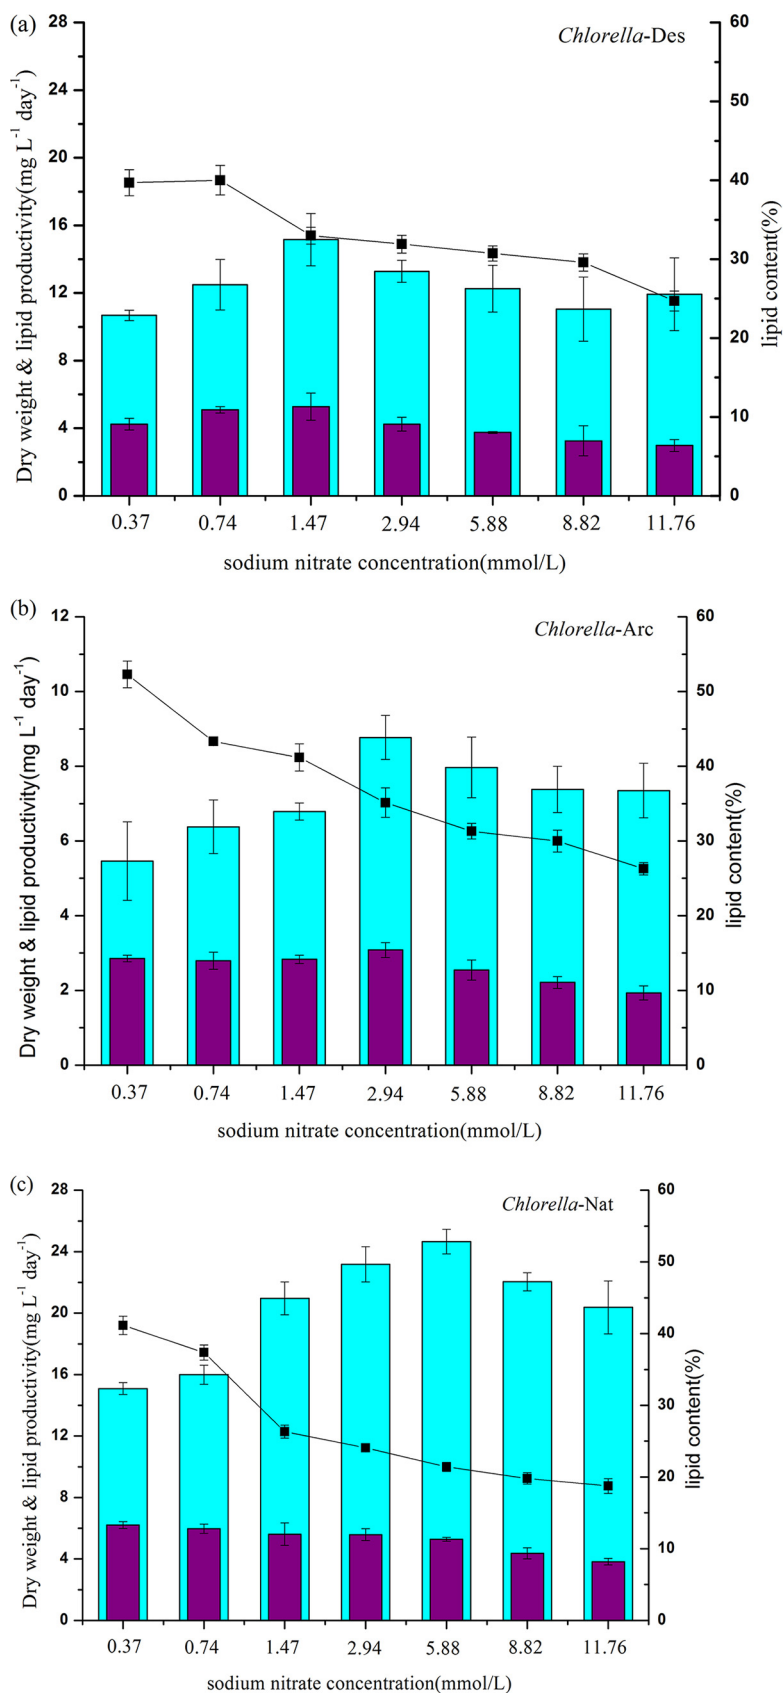 (a)
Chlorella-Des
Dry weight & lipid productivity(mg L-1 day-1)
28
24
20
16
12
8
4
0
60
50
40
30
20
10
0
lipid content(%)
0.37 0.74 1.47 2.94 5.88 8.82 11.76
sodium nitrate concentration(mmol/L)
(b)
Chlorella-Arc
Dry weight & lipid productivity(mg L-1 day-1)
12
10
8
6
4
2
0
60
50
40
30
20
10
0
lipid content(%)
0.37 0.74 1.47 2.94 5.88 8.82 11.76
sodium nitrate concentration(mmol/L)
(c)
Chlorella-Nat
Dry weight & lipid productivity(mg L-1 day-1)
28
24
20
16
12
8
4
0
60
50
40
30
20
10
0
lipid content(%)
0.37 0.74 1.47 2.94 5.88 8.82 11.76
sodium nitrate concentration(mmol/L)